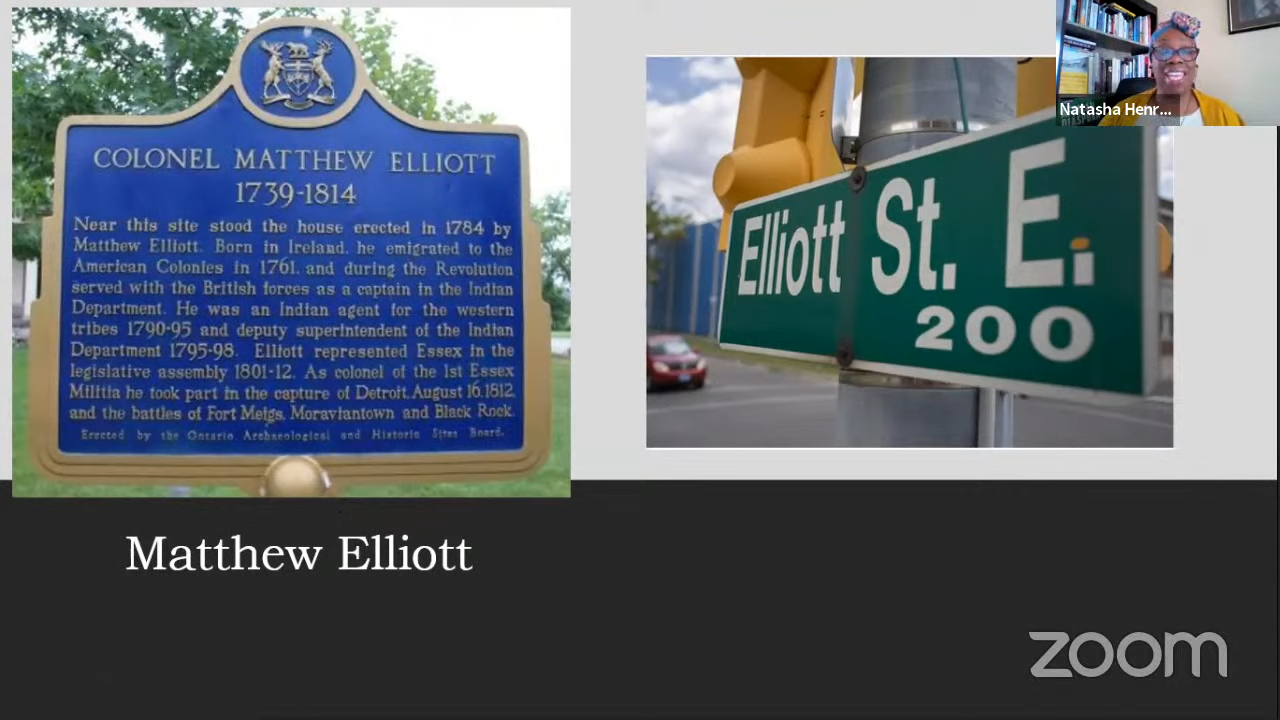 COLONEL MATTHEW ELLIOTT
1739-1814
Near this site stood the house erected in 1784 by
Matthew Elliott. Born in Ireland, he emigrated to the
American Colonies in 1761, and during the Revolution
served with the British forces as a captain in the Indian
Department. He was an Indian agent for the western
tribes 1790-95 and deputy superintendent of the Indian
Department 1795-98. Elliott represented Essex in the
legislative assembly 1801-12. As colonel of the 1st Essex
Militia he took part in the capture of Detroit, August 16, 1812,
and the battles of Fort Meigs, Moraviantown and Black Rock.
Erected by the Ontario Archaeological and Historic Sites Board.
Elliott St. E.
200
Natasha Henr...
Matthew Elliott
zoom